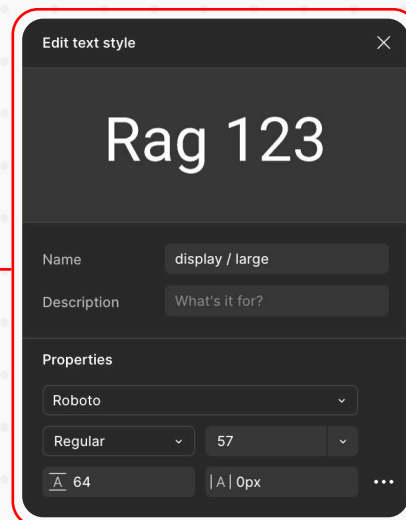 Edit text style
Rag 123
Name display / large
Description What's it for?
Properties
Roboto
Regular 57
A 64 |A| 0px